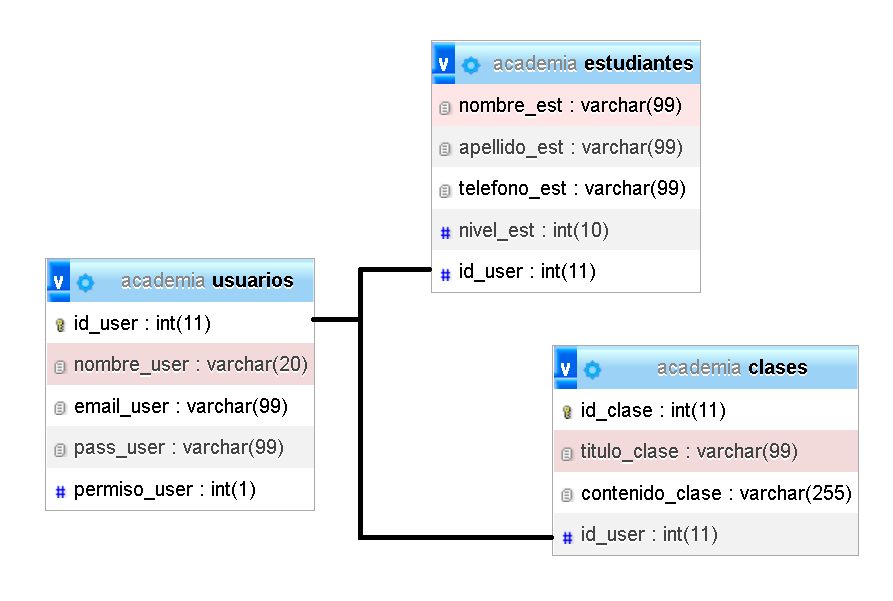 v academia estudiantes
nombre_est : varchar(99)
apellido_est : varchar(99)
telefono_est : varchar(99)
# nivel_est : int(10)
# id_user : int(11)
v academia usuarios
id_user : int(11)
nombre_user : varchar(20)
email_user : varchar(99)
pass_user : varchar(99)
# permiso_user : int(1)
v academia clases
id_clase : int(11)
titulo_clase : varchar(99)
contenido_clase : varchar(255)
# id_user : int(11)